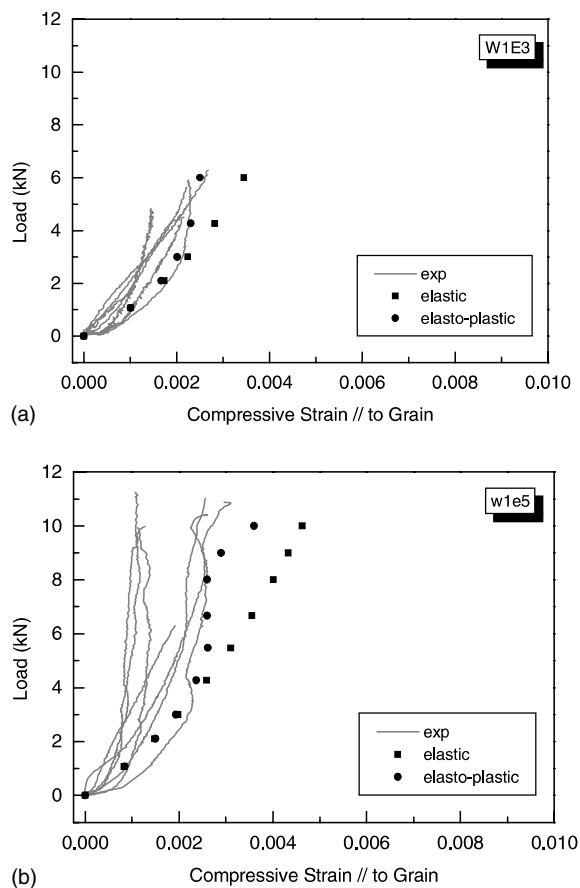 W1E3
12
10
8
6
4
2
0
Load (kN)
exp
elastic
elasto-plastic
0.000 0.002 0.004 0.006 0.008 0.010
(a)
Compressive Strain // to Grain
w1e5
12
10
8
6
4
2
0
Load (kN)
exp
elastic
elasto-plastic
0.000 0.002 0.004 0.006 0.008 0.010
(b)
Compressive Strain // to Grain